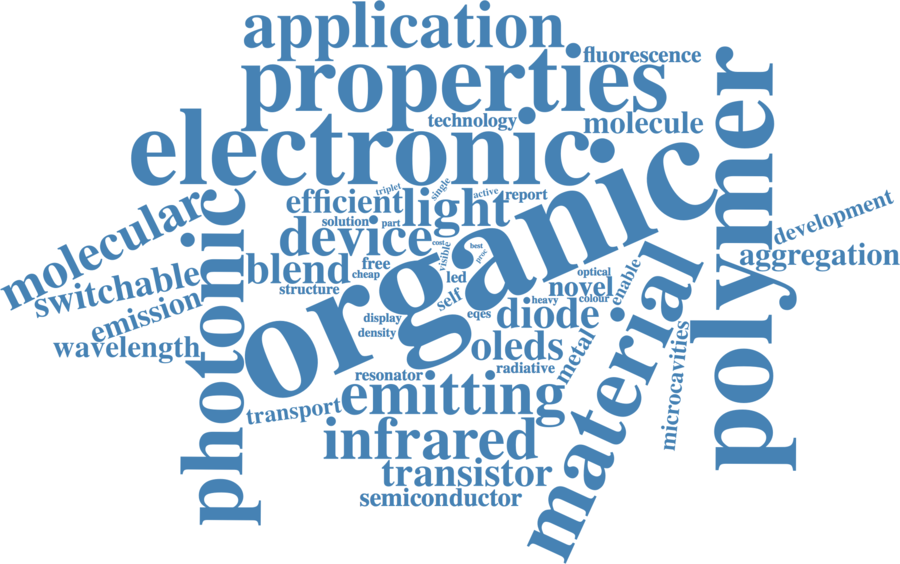 application
fluorescence
properties
technology
molecule
electronic
polymer
organic
triplet
single
active
report
efficient
light
molecular
photonic
solution
part
development
device
cost
best
visible
proc
aggregation
switchable
blend
free
cheap
led
optical
enable
novel
structure
self
heavy
colour
emission
display
eqes
diode
density
metal
material
wavelength
oleds
microcavities
radiative
resonator
transport
emitting
infrared
transistor
semiconductor